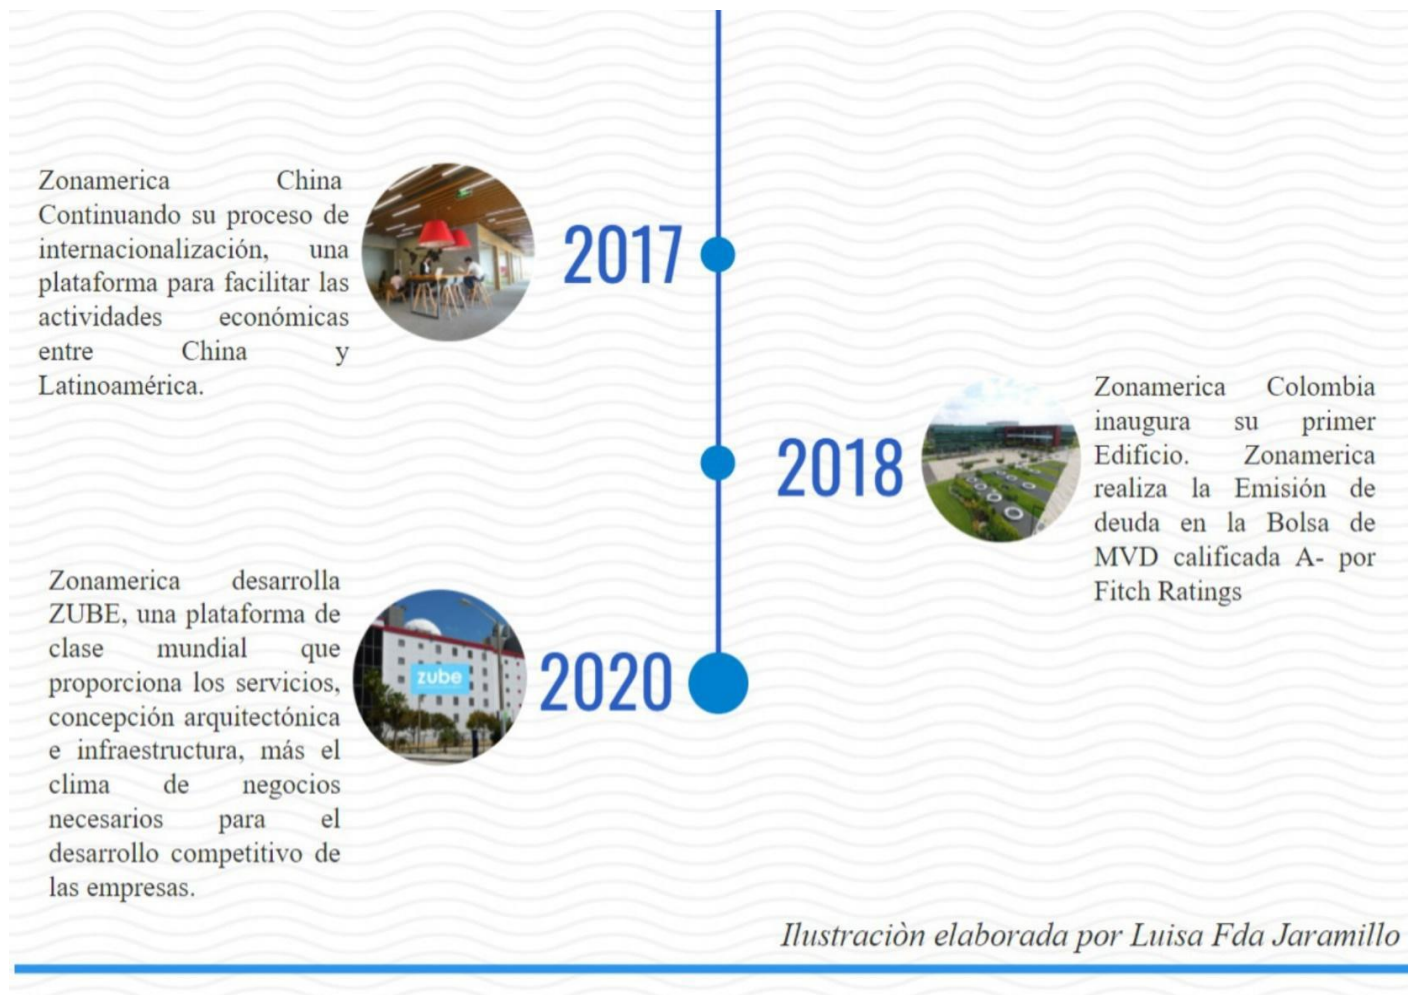 Zonamerica China
Continuando su proceso de
internacionalización, una
plataforma para facilitar las
actividades económicas
entre China y
Latinoamérica.
2017
2018
Zonamerica Colombia
inaugura su primer
Edificio. Zonamerica
realiza la Emisión de
deuda en la Bolsa de
MVD calificada A- por
Fitch Ratings
Zonamerica desarrolla
ZUBE, una plataforma de
clase mundial que
proporciona los servicios,
concepción arquitectónica
e infraestructura, más el
clima de negocios
necesarios para el
desarrollo competitivo de
las empresas.
zube
2020
Ilustraciòn elaborada por Luisa Fda Jaramillo